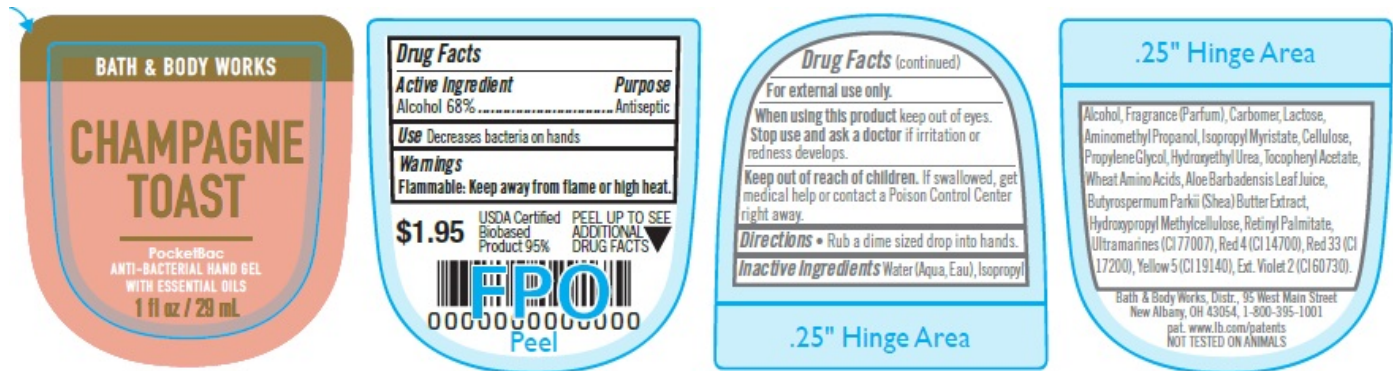 BATH & BODY WORKS
CHAMPAGNE
TOAST
PocketBac
ANTI-BACTERIAL HAND GEL
WITH ESSENTIAL OILS
1 fl oz / 29 mL
Drug Facts
Active Ingredient Purpose
Alcohol 68%................................Antiseptic
Use Decreases bacteria on hands
Warnings
Flammable: Keep away from flame or high heat.
$1.95
USDA Certified
Biobased
Product 95%
PEEL UP TO SEE
ADDITIONAL
DRUG FACTS
FPO
0000000000000
Peel
Drug Facts (continued)
For external use only.
When using this product keep out of eyes.
Stop use and ask a doctor if irritation or
redness develops.
Keep out of reach of children. If swallowed, get
medical help or contact a Poison Control Center
right away.
Directions • Rub a dime sized drop into hands.
Inactive Ingredients Water (Aqua, Eau), Isopropyl
.25" Hinge Area
.25" Hinge Area
Alcohol, Fragrance (Parfum), Carbomer, Lactose,
Aminomethyl Propanol, Isopropyl Myristate, Cellulose,
Propylene Glycol, Hydroxyethyl Urea, Tocopheryl Acetate,
Wheat Amino Acids, Aloe Barbadensis Leaf Juice,
Butyrospermum Parkii (Shea) Butter Extract,
Hydroxypropyl Methylcellulose, Retinyl Palmitate,
Ultramarines (CI 77007), Red 4 (CI 14700), Red 33 (CI
17200), Yellow 5 (CI 19140), Ext. Violet 2 (CI 60730).
Bath & Body Works, Distr., 95 West Main Street
New Albany, OH 43054, 1-800-395-1001
pat. www.lb.com/patents
NOT TESTED ON ANIMALS